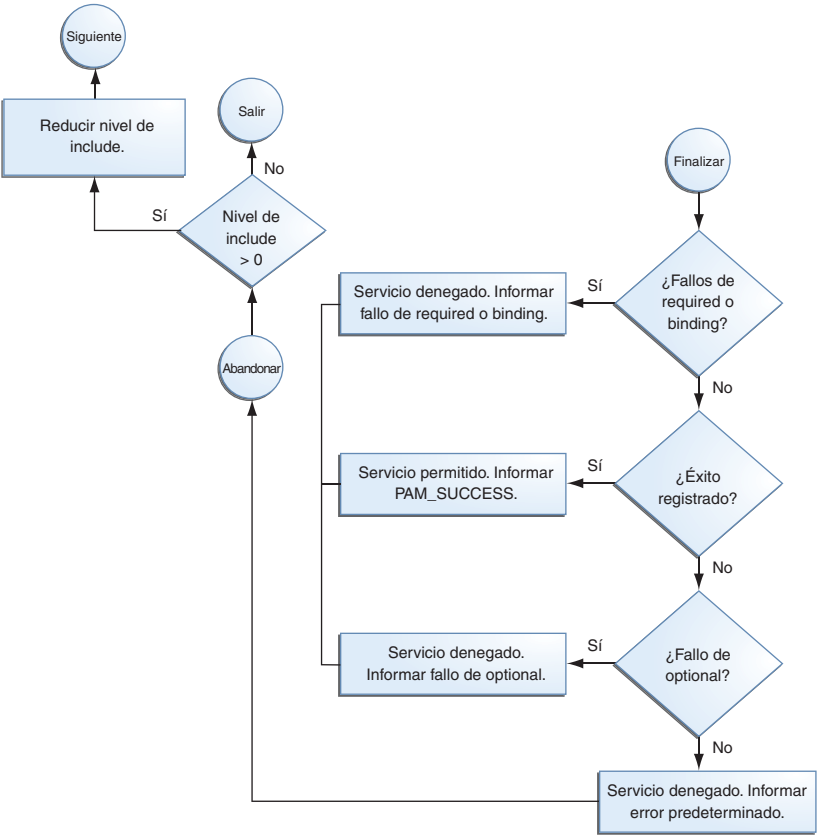 Siguiente
Reducir nivel de
include.
Salir
No
Sí
Nivel de
include
> 0
Abandonar
Finalizar
¿Fallos de
required o
binding?
Sí
Servicio denegado. Informar
fallo de required o binding.
No
¿Éxito
registrado?
Sí
Servicio permitido. Informar
PAM_SUCCESS.
No
¿Fallo de
optional?
Sí
Servicio denegado.
Informar fallo de optional.
No
Servicio denegado. Informar
error predeterminado.